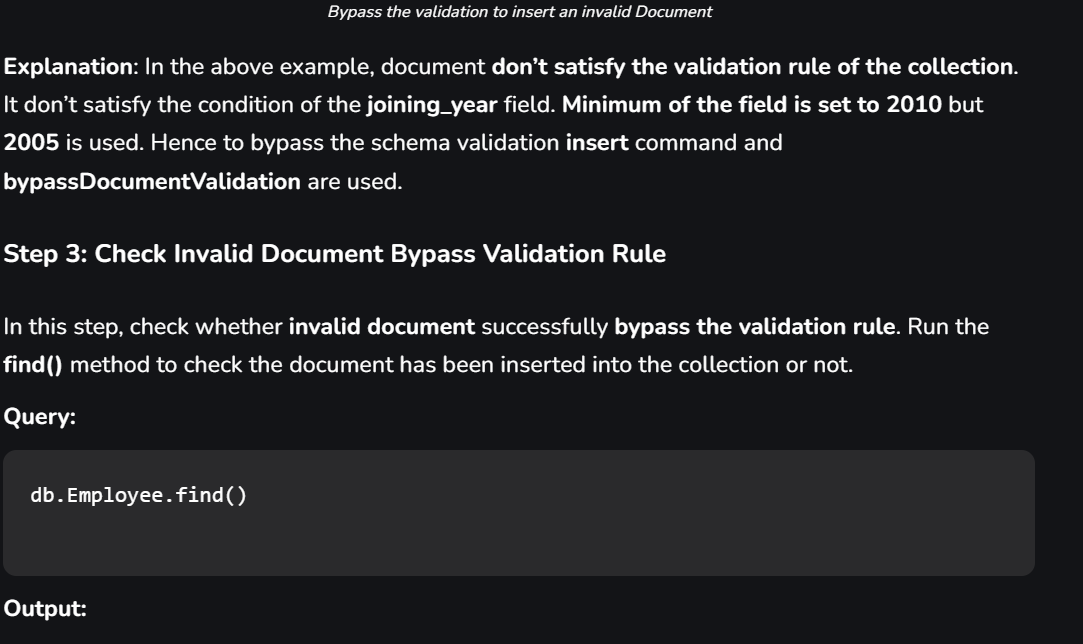 Bypass the validation to insert an invalid Document
Explanation: In the above example, document don’t satisfy the validation rule of the collection.
It don’t satisfy the condition of the joining_year field. Minimum of the field is set to 2010 but
2005 is used. Hence to bypass the schema validation insert command and
bypassDocumentValidation are used.
Step 3: Check Invalid Document Bypass Validation Rule
In this step, check whether invalid document successfully bypass the validation rule. Run the
find() method to check the document has been inserted into the collection or not.
Query:
db.Employee.find()
Output: